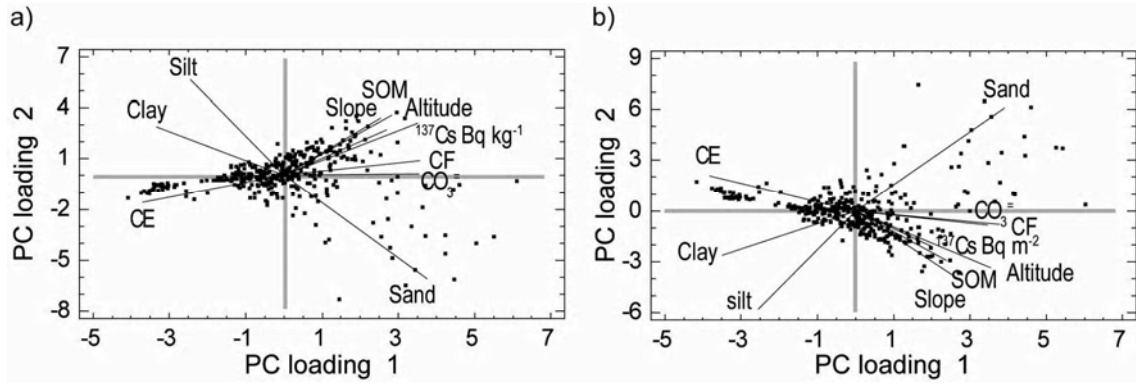 a)
7
4
1
-2
-5
-8
PC loading 2
Silt
Clay
SOM
Slope
Altitude
¹³⁷Cs Bq kg⁻¹
CF
CO₃⁼
CE
Sand
-5 -3 -1 1 3 5 7
PC loading 1
b)
9
6
3
0
-3
-6
PC loading 2
Sand
CE
CO₃⁼
CF
¹³⁷Cs Bq m⁻²
Clay
Altitude
SOM
silt
Slope
-5 -3 -1 1 3 5 7
PC loading 1